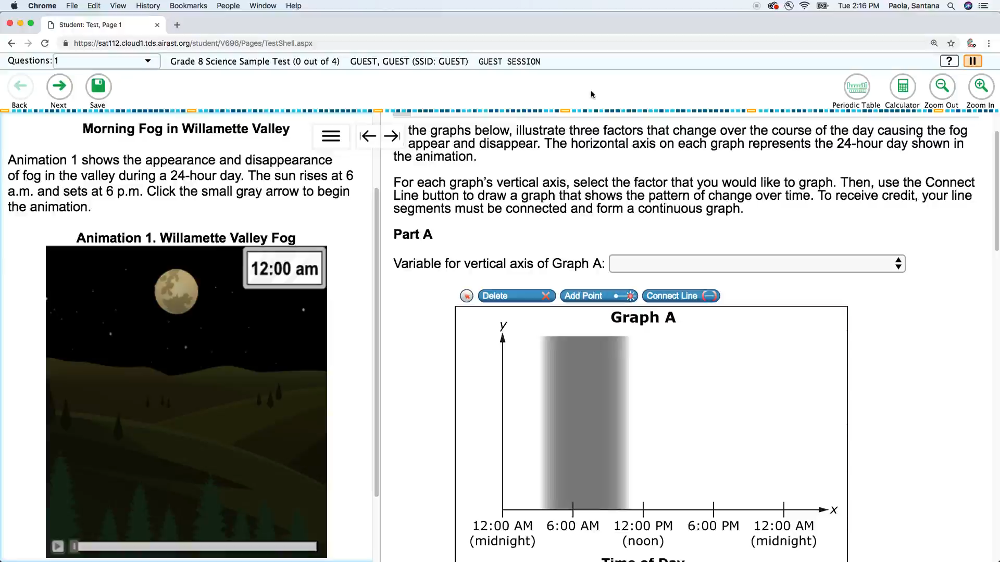 Chrome File Edit View History Bookmarks People Window Help
Tue 2:16 PM Paola, Santana
Student: Test, Page 1
https://sat112.cloud1.tds.airast.org/student/V696/Pages/TestShell.aspx
Questions: 1
Grade 8 Science Sample Test (0 out of 4) GUEST, GUEST (SSID: GUEST) GUEST SESSION
?
Back Next Save
Periodic Table Calculator Zoom Out Zoom In
Morning Fog in Willamette Valley
Animation 1 shows the appearance and disappearance
of fog in the valley during a 24-hour day. The sun rises at 6
a.m. and sets at 6 p.m. Click the small gray arrow to begin
the animation.
Animation 1. Willamette Valley Fog
12:00 am
the graphs below, illustrate three factors that change over the course of the day causing the fog
appear and disappear. The horizontal axis on each graph represents the 24-hour day shown in
the animation.
For each graph’s vertical axis, select the factor that you would like to graph. Then, use the Connect
Line button to draw a graph that shows the pattern of change over time. To receive credit, your line
segments must be connected and form a continuous graph.
Part A
Variable for vertical axis of Graph A:
Delete Add Point Connect Line
Graph A
y
x
12:00 AM 6:00 AM 12:00 PM 6:00 PM 12:00 AM
(midnight) (noon) (midnight)
Time of Day